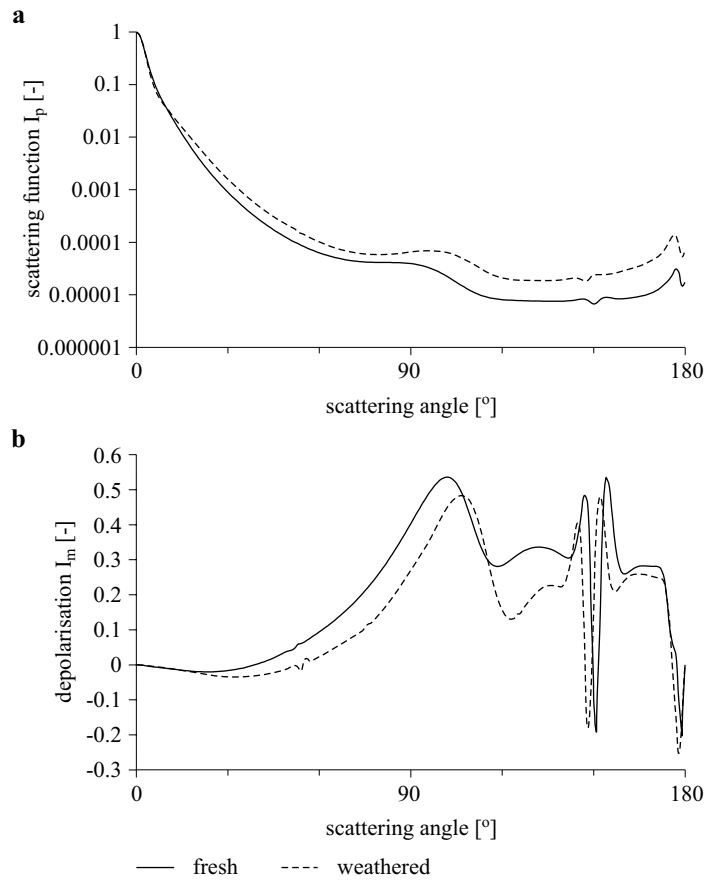 a
1
0.1
0.01
0.001
0.0001
0.00001
0.000001
scattering function Iₚ [-]
0 90 180
scattering angle [º]
b
0.6
0.5
0.4
0.3
0.2
0.1
0
-0.1
-0.2
-0.3
depolarisation Iₘ [-]
0 90 180
scattering angle [º]
fresh weathered